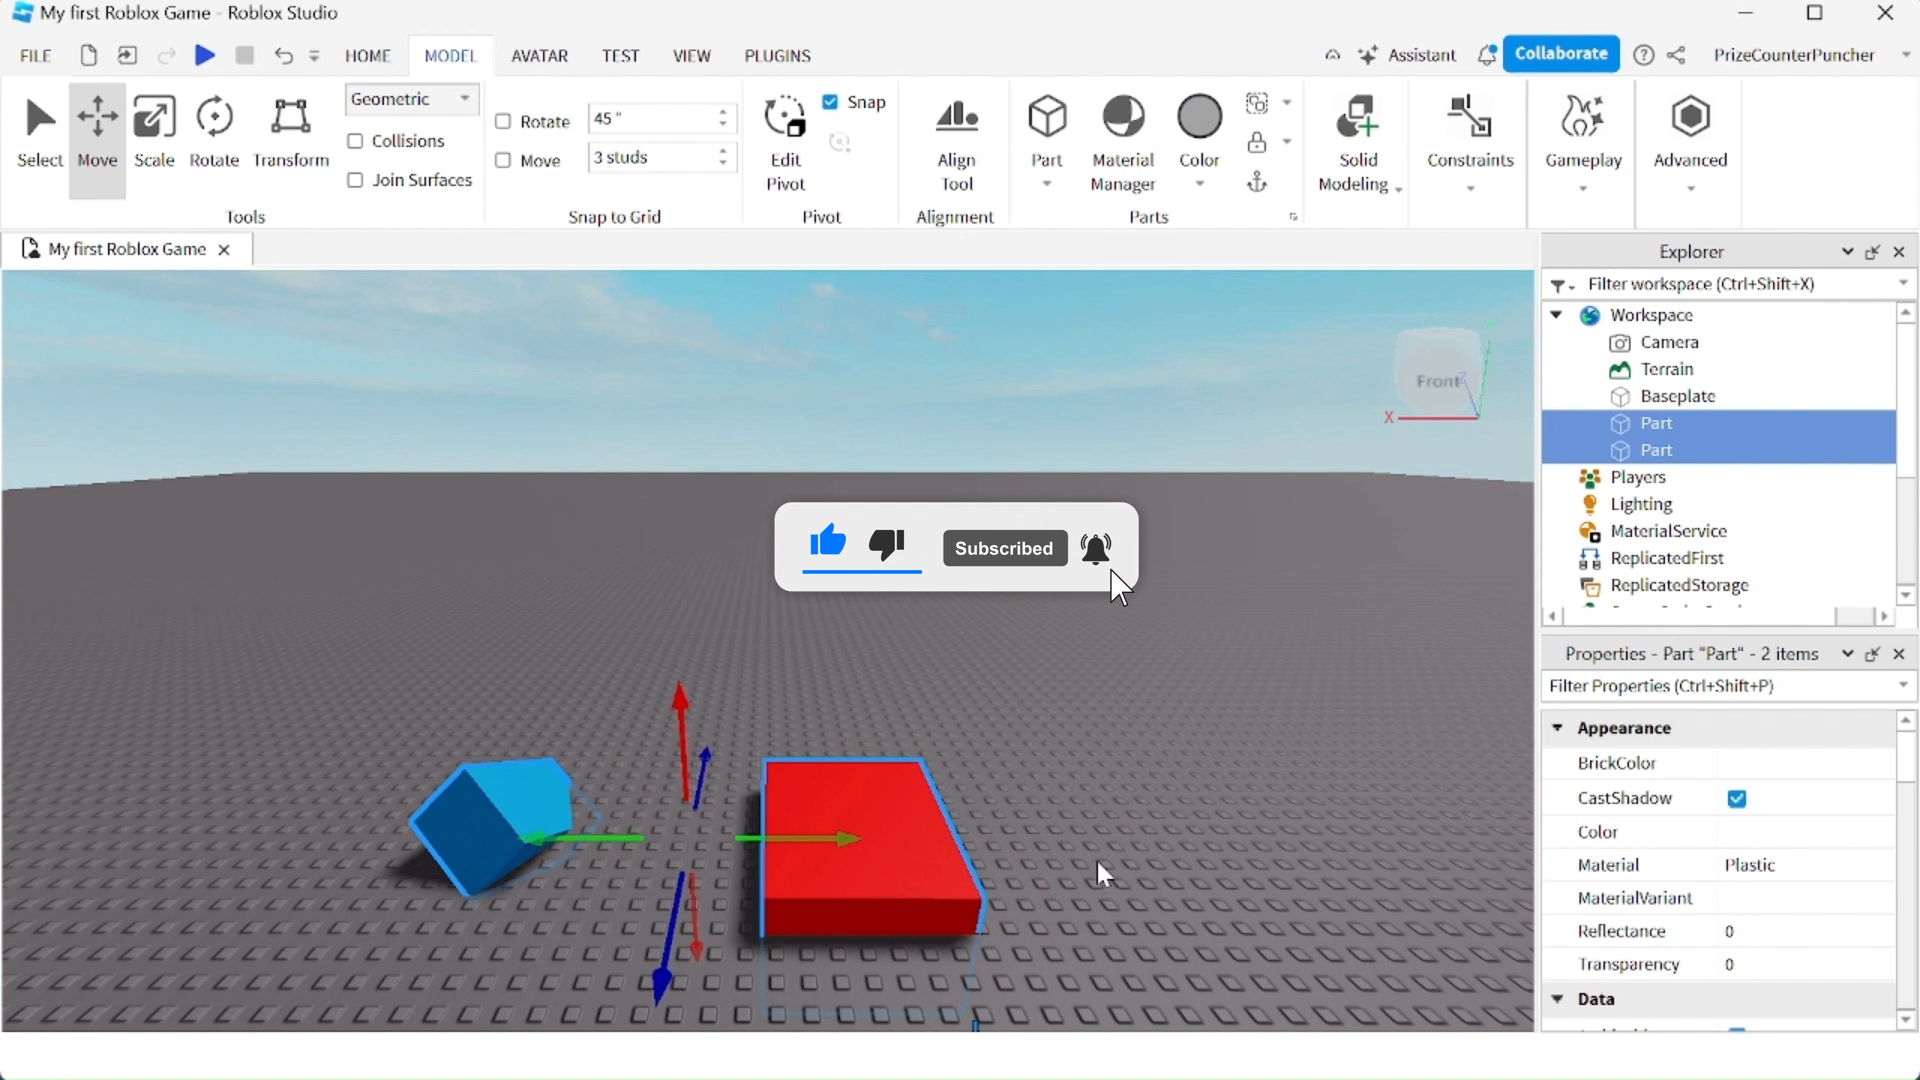 My first Roblox Game - Roblox Studio
FILE HOME MODEL AVATAR TEST VIEW PLUGINS Assistant Collaborate PrizeCounterPuncher
Select Move Scale Rotate Transform
Geometric
Collisions
Join Surfaces
Tools
Rotate 45 °
Move 3 studs
Snap to Grid
Edit
Pivot
Snap
Pivot
Align
Tool
Alignment
Part
Material
Manager
Color
Parts
Solid
Modeling
Constraints
Gameplay
Advanced
My first Roblox Game
Front
X
Z
Subscribed
Explorer
Filter workspace (Ctrl+Shift+X)
Workspace
Camera
Terrain
Baseplate
Part
Part
Players
Lighting
MaterialService
ReplicatedFirst
ReplicatedStorage
Properties - Part "Part" - 2 items
Filter Properties (Ctrl+Shift+P)
Appearance
BrickColor
CastShadow
Color
Material Plastic
MaterialVariant
Reflectance 0
Transparency 0
Data